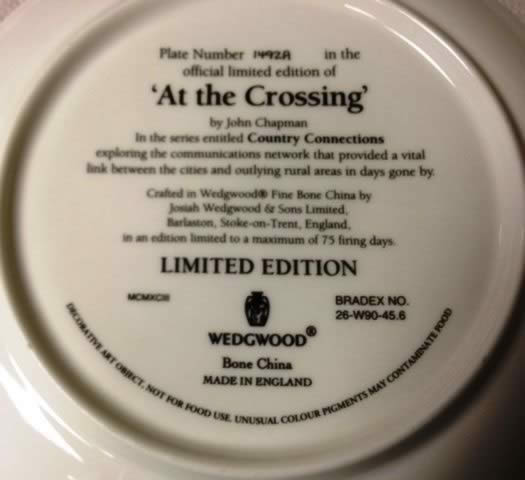 Plate Number 1492A in the
official limited edition of
'At the Crossing'
by John Chapman
In the series entitled Country Connections
exploring the communications network that provided a vital
link between the cities and outlying rural areas in days gone by.
Crafted in Wedgwood® Fine Bone China by
Josiah Wedgwood & Sons Limited,
Barlaston, Stoke-on-Trent, England,
in an edition limited to a maximum of 75 firing days.
LIMITED EDITION
MCMXCIII
BRADEX NO.
26-W90-45.6
WEDGWOOD®
Bone China
MADE IN ENGLAND
DECORATIVE ART OBJECT, NOT FOR FOOD USE. UNUSUAL COLOUR PIGMENTS MAY CONTAMINATE FOOD